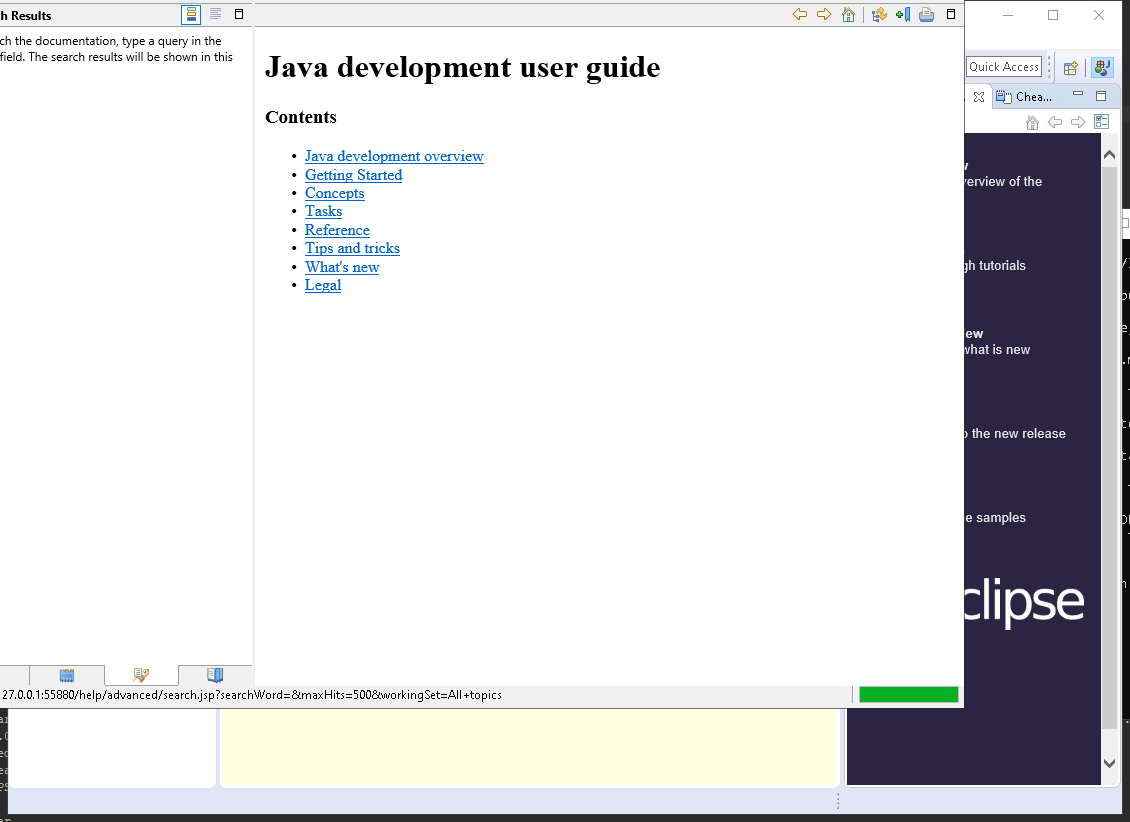 h Results
ch the documentation, type a query in the
field. The search results will be shown in this
Java development user guide
Contents
• Java development overview
• Getting Started
• Concepts
• Tasks
• Reference
• Tips and tricks
• What's new
• Legal
27.0.0.1:55880/help/advanced/search.jsp?searchWord=&maxHits=500&workingSet=All+topics
Quick Access
Chea...
w
verview of the
gh tutorials
ew
what is new
o the new release
e samples
clipse